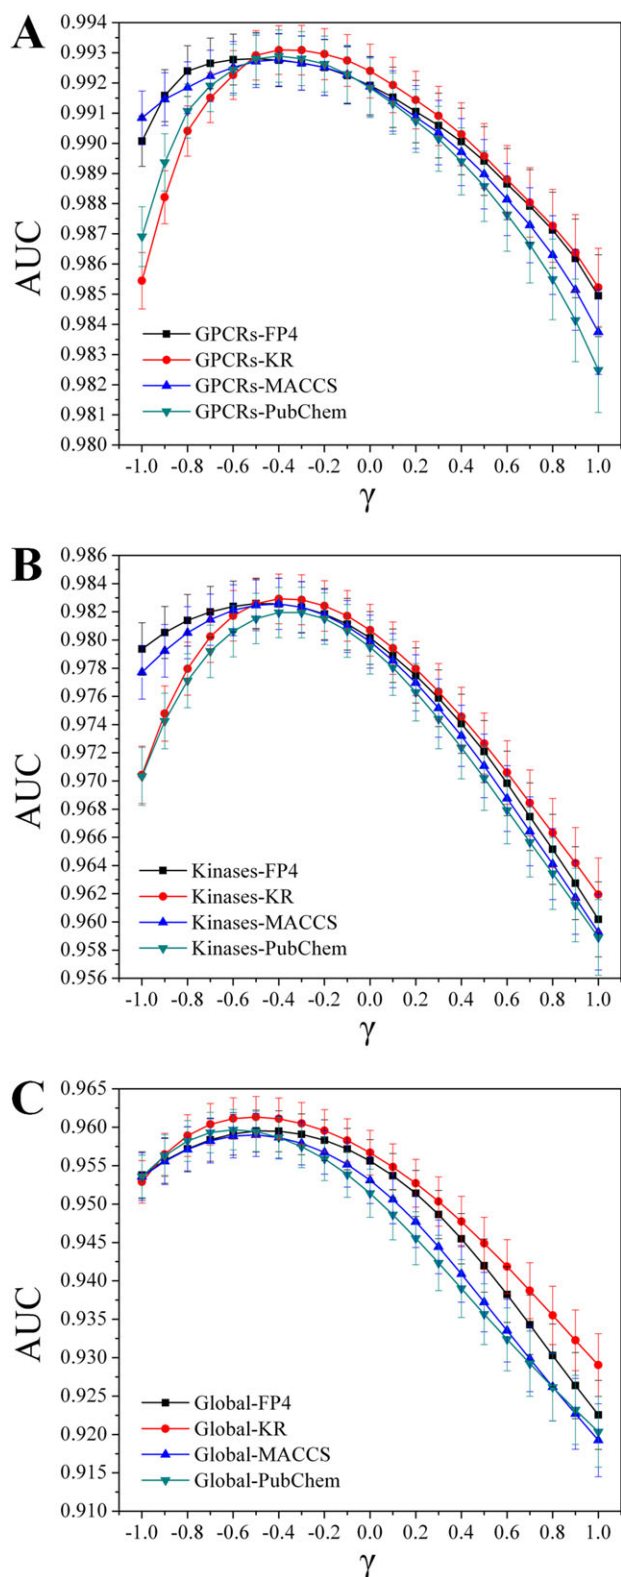 A
0.994
0.993
0.992
0.991
0.990
0.989
0.988
0.987
0.986
0.985
0.984
0.983
0.982
0.981
0.980
AUC
GPCRs-FP4
GPCRs-KR
GPCRs-MACCS
GPCRs-PubChem
-1.0 -0.8 -0.6 -0.4 -0.2 0.0 0.2 0.4 0.6 0.8 1.0
γ
B
0.986
0.984
0.982
0.980
0.978
0.976
0.974
0.972
0.970
0.968
0.966
0.964
0.962
0.960
0.958
0.956
AUC
Kinases-FP4
Kinases-KR
Kinases-MACCS
Kinases-PubChem
-1.0 -0.8 -0.6 -0.4 -0.2 0.0 0.2 0.4 0.6 0.8 1.0
γ
C
0.965
0.960
0.955
0.950
0.945
0.940
0.935
0.930
0.925
0.920
0.915
0.910
AUC
Global-FP4
Global-KR
Global-MACCS
Global-PubChem
-1.0 -0.8 -0.6 -0.4 -0.2 0.0 0.2 0.4 0.6 0.8 1.0
γ